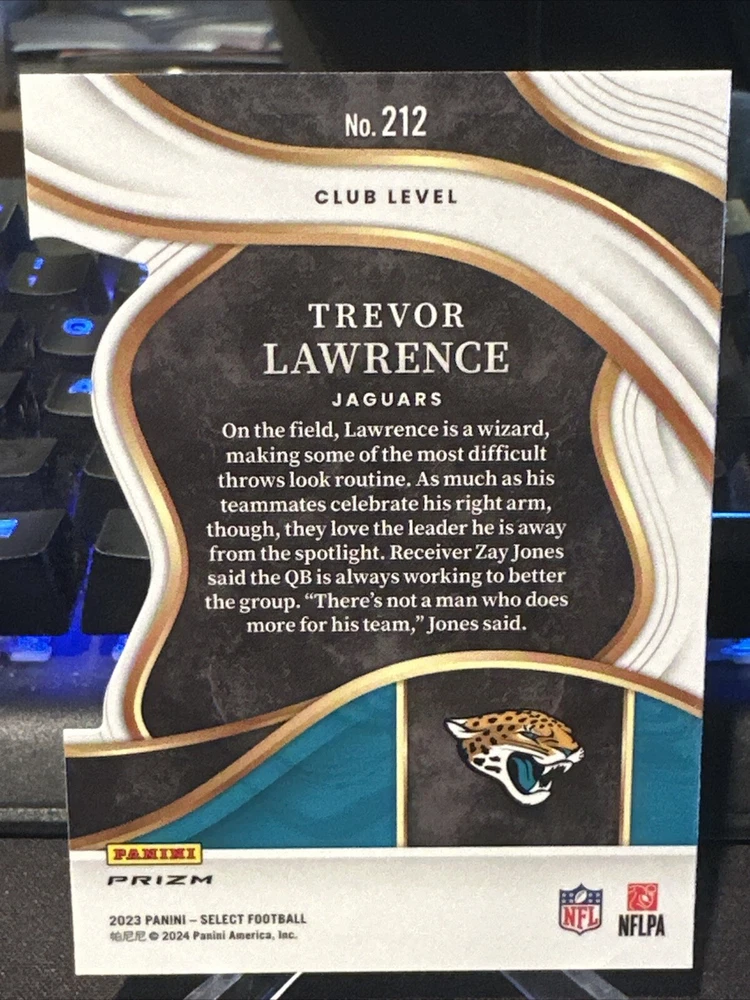 No. 212
CLUB LEVEL
TREVOR
LAWRENCE
JAGUARS
On the field, Lawrence is a wizard,
making some of the most difficult
throws look routine. As much as his
teammates celebrate his right arm,
though, they love the leader he is away
from the spotlight. Receiver Zay Jones
said the QB is always working to better
the group. “There’s not a man who does
more for his team,” Jones said.
PANINI
PRIZM
2023 PANINI – SELECT FOOTBALL
帕尼尼 © 2024 Panini America, Inc.
NFL
NFLPA